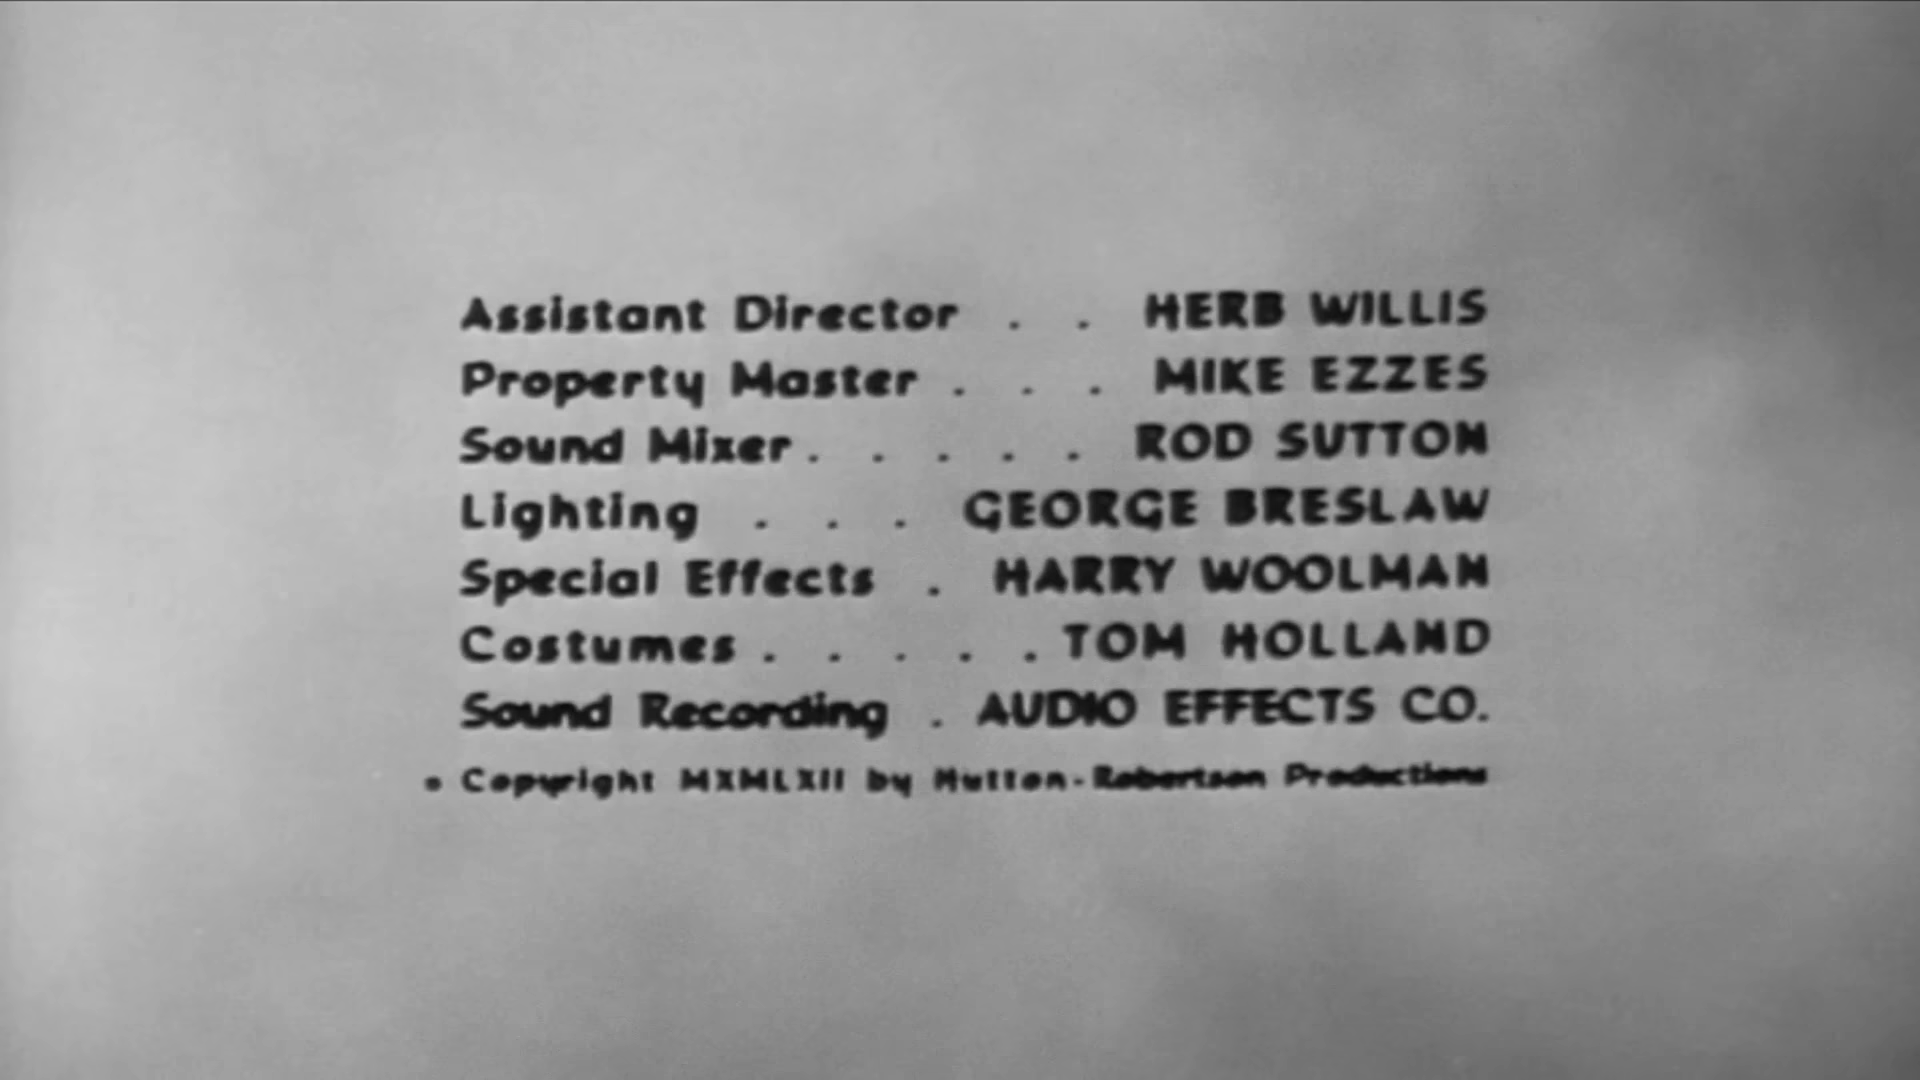 Assistant Director . . HERB WILLIS
Property Master . . . MIKE EZZES
Sound Mixer . . . . . ROD SUTTON
Lighting . . . GEORGE BRESLAW
Special Effects . HARRY WOOLMAN
Costumes . . . . . TOM HOLLAND
Sound Recording . AUDIO EFFECTS CO.
© Copyright MXMLXII by Hutton-Robertson Productions